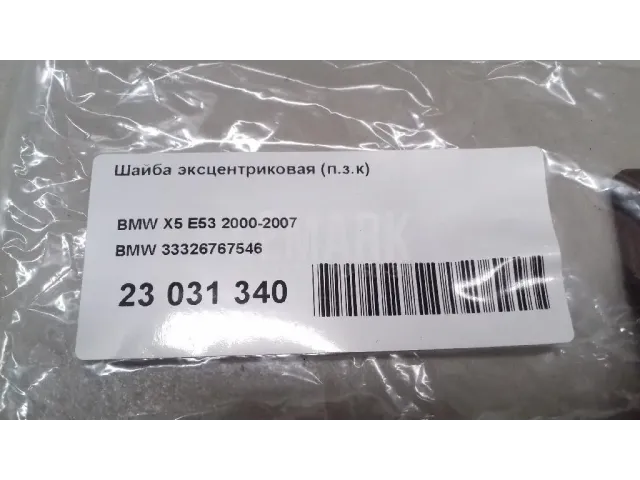 Шайба эксцентриковая (п.з.к)
BMW X5 E53 2000-2007
BMW 33326767546
23 031 340